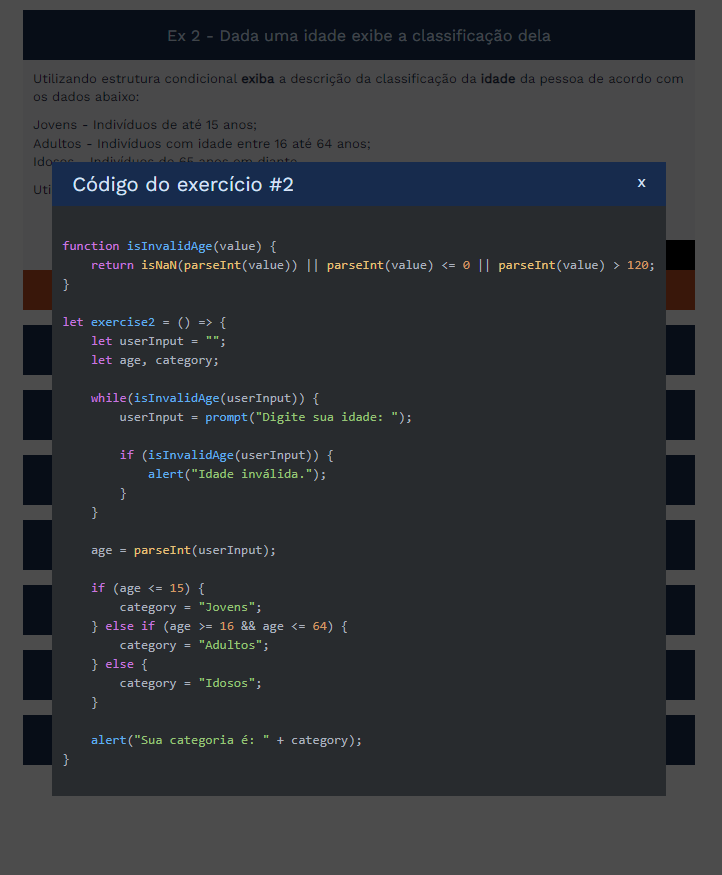 Ex 2 - Dada uma idade exibe a classificação dela
Utilizando estrutura condicional exiba a descrição da classificação da idade da pessoa de acordo com
os dados abaixo:
Jovens - Indivíduos de até 15 anos;
Adultos - Indivíduos com idade entre 16 até 64 anos;
Idosos - Indivíduos de 65 anos em diante
Uti
Código do exercício #2
x
function isInvalidAge(value) {
    return isNaN(parseInt(value)) || parseInt(value) <= 0 || parseInt(value) > 120;
}
let exercise2 = () => {
    let userInput = "";
    let age, category;
    while(isInvalidAge(userInput)) {
        userInput = prompt("Digite sua idade: ");
        if (isInvalidAge(userInput)) {
            alert("Idade inválida.");
        }
    }
    age = parseInt(userInput);
    if (age <= 15) {
        category = "Jovens";
    } else if (age >= 16 && age <= 64) {
        category = "Adultos";
    } else {
        category = "Idosos";
    }
    alert("Sua categoria é: " + category);
}